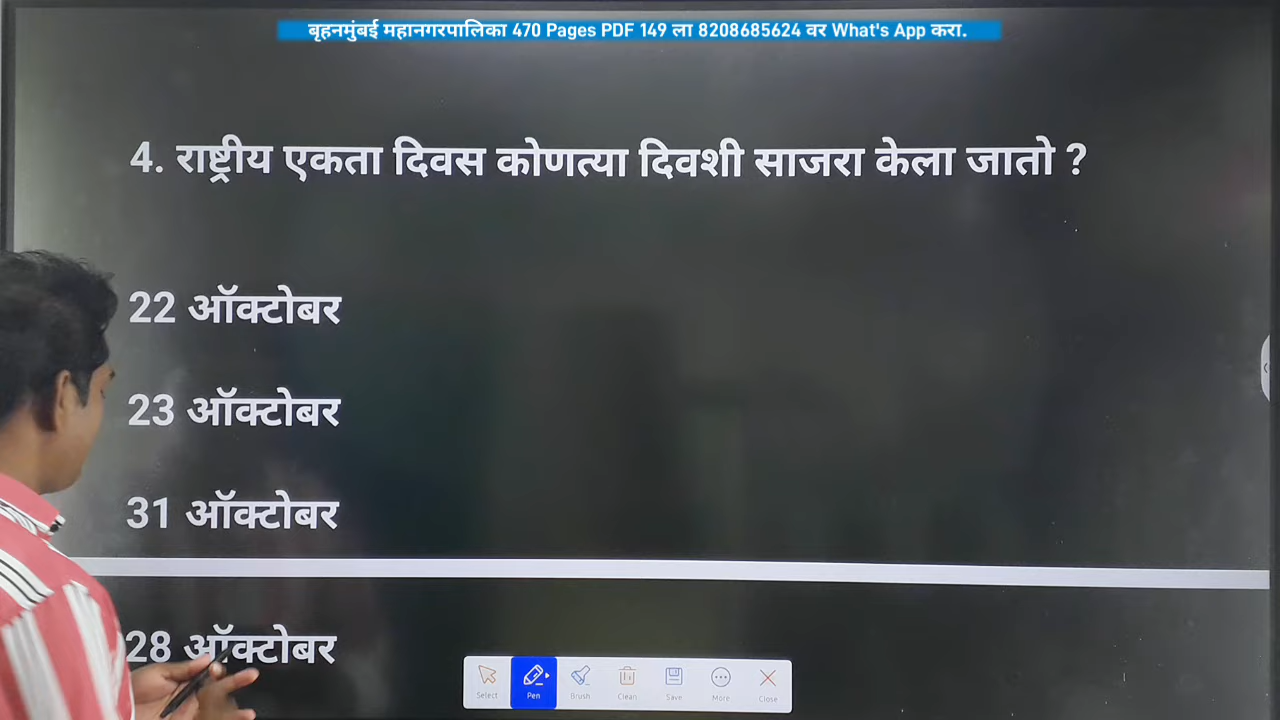 बृहनमुंबई महानगरपालिका 470 Pages PDF 149 ला 8208685624 वर What's App करा.
4. राष्ट्रीय एकता दिवस कोणत्या दिवशी साजरा केला जातो ?
22 ऑक्टोबर
23 ऑक्टोबर
31 ऑक्टोबर
28 ऑक्टोबर
Select Pen Brush Clean Save More Close